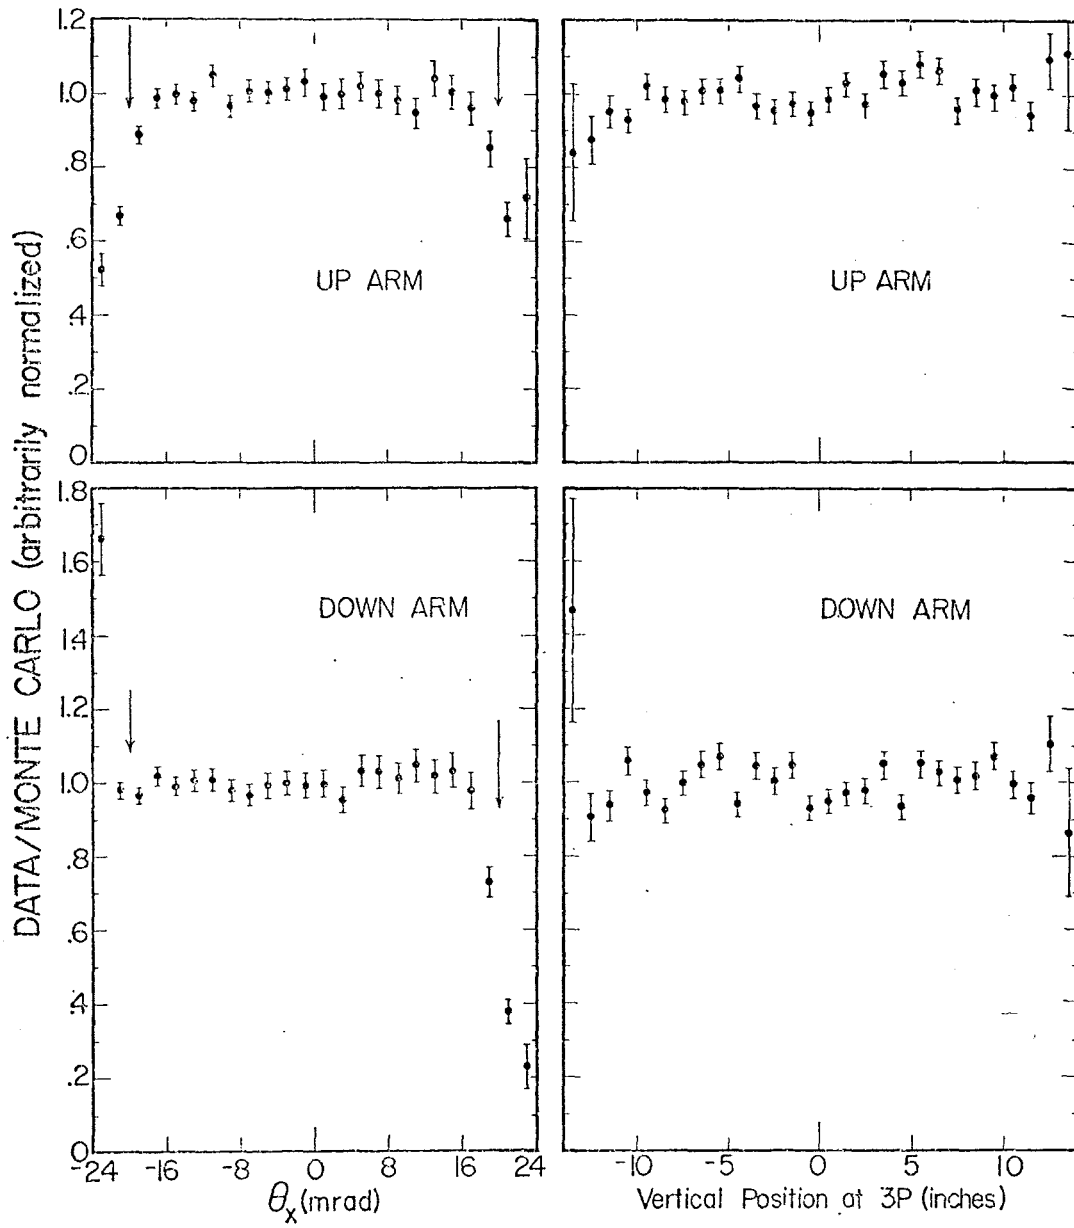 DATA/MONTE CARLO (arbitrarily normalized)
1.2
1.0
.8
.6
.4
.2
0
UP ARM
UP ARM
1.8
1.6
1.4
1.2
1.0
.8
.6
.4
.2
0
DOWN ARM
DOWN ARM
-24 -16 -8 0 8 16 24
-10 -5 0 5 10
θx (mrad)
Vertical Position at 3P (inches)